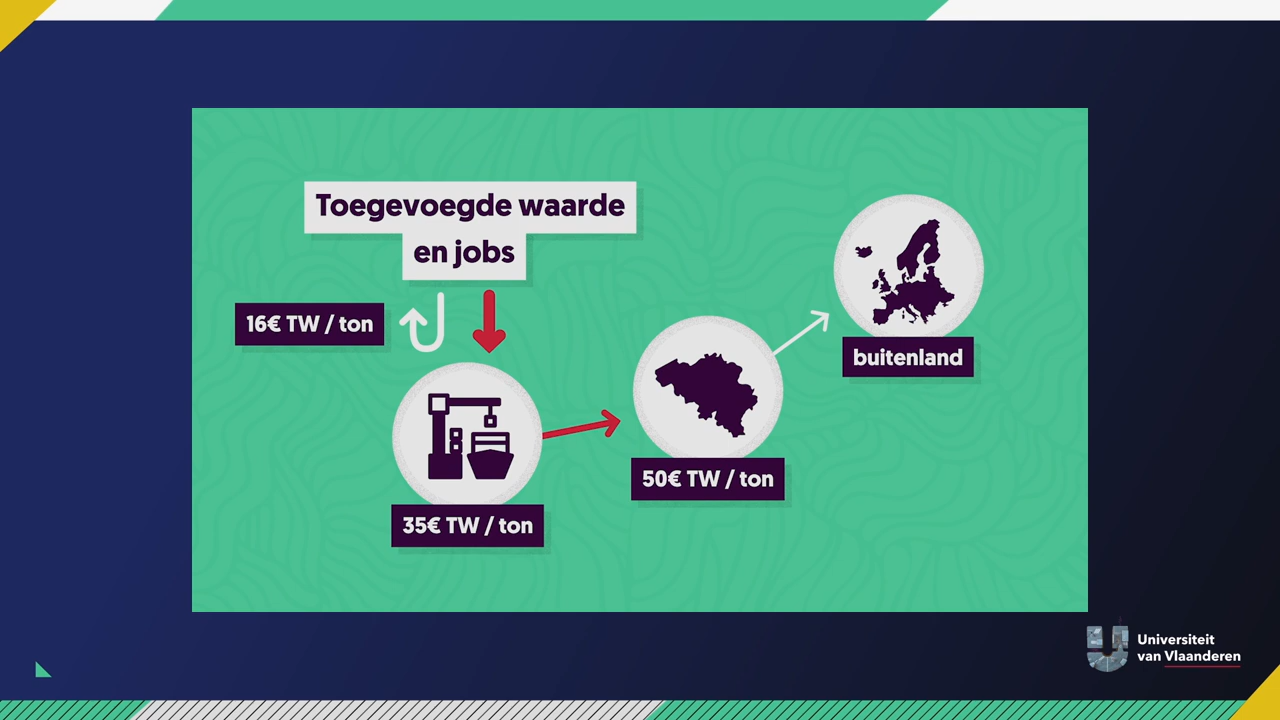 Toegevoegde waarde
en jobs
16€ TW / ton
buitenland
50€ TW / ton
35€ TW / ton
Universiteit
van Vlaanderen